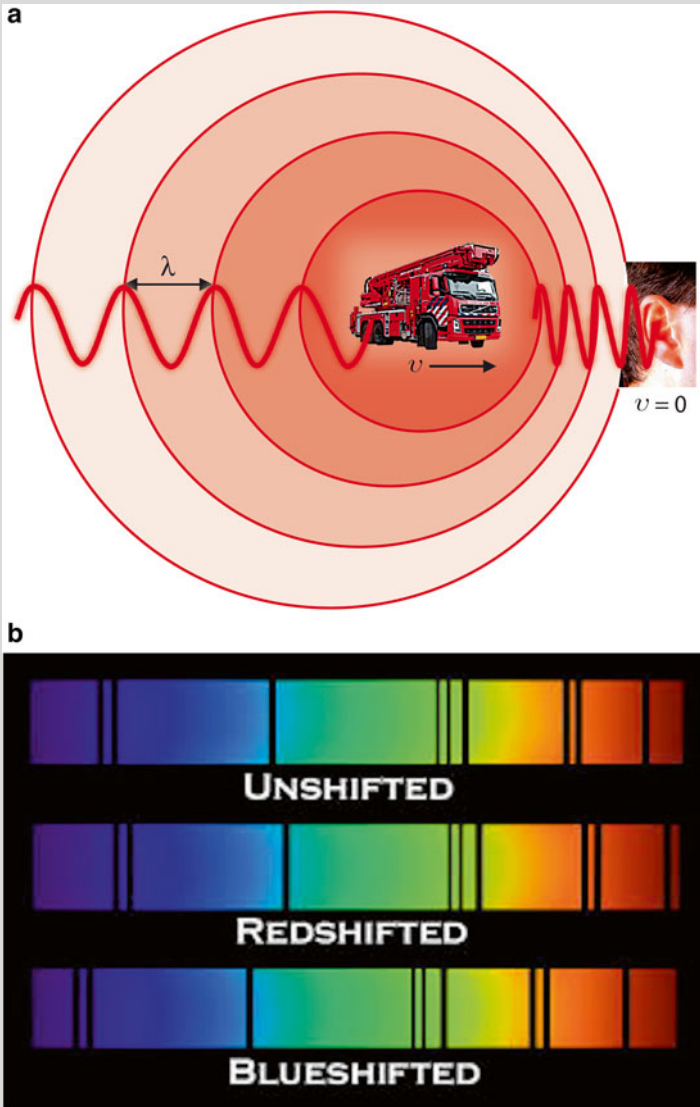 a
λ
υ
υ = 0
b
UNSHIFTED
REDSHIFTED
BLUESHIFTED